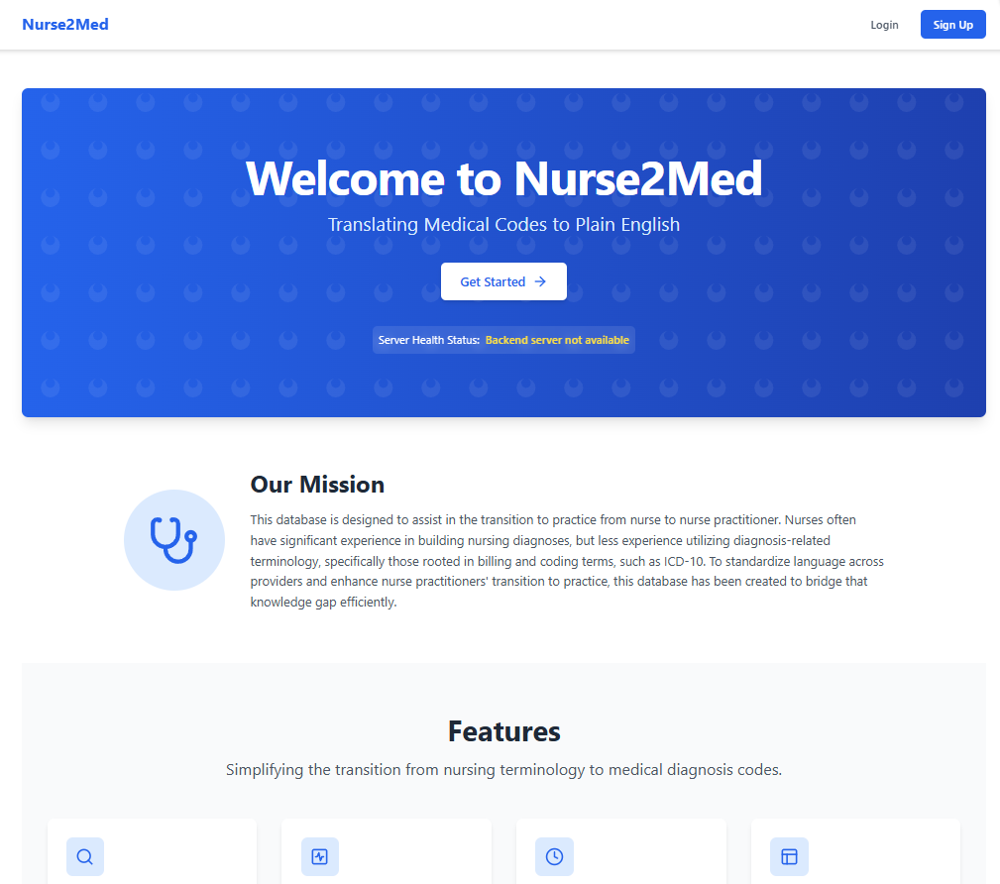 Nurse2Med
Login
Sign Up
Welcome to Nurse2Med
Translating Medical Codes to Plain English
Get Started
Server Health Status: Backend server not available
Our Mission
This database is designed to assist in the transition to practice from nurse to nurse practitioner. Nurses often
have significant experience in building nursing diagnoses, but less experience utilizing diagnosis-related
terminology, specifically those rooted in billing and coding terms, such as ICD-10. To standardize language across
providers and enhance nurse practitioners' transition to practice, this database has been created to bridge that
knowledge gap efficiently.
Features
Simplifying the transition from nursing terminology to medical diagnosis codes.